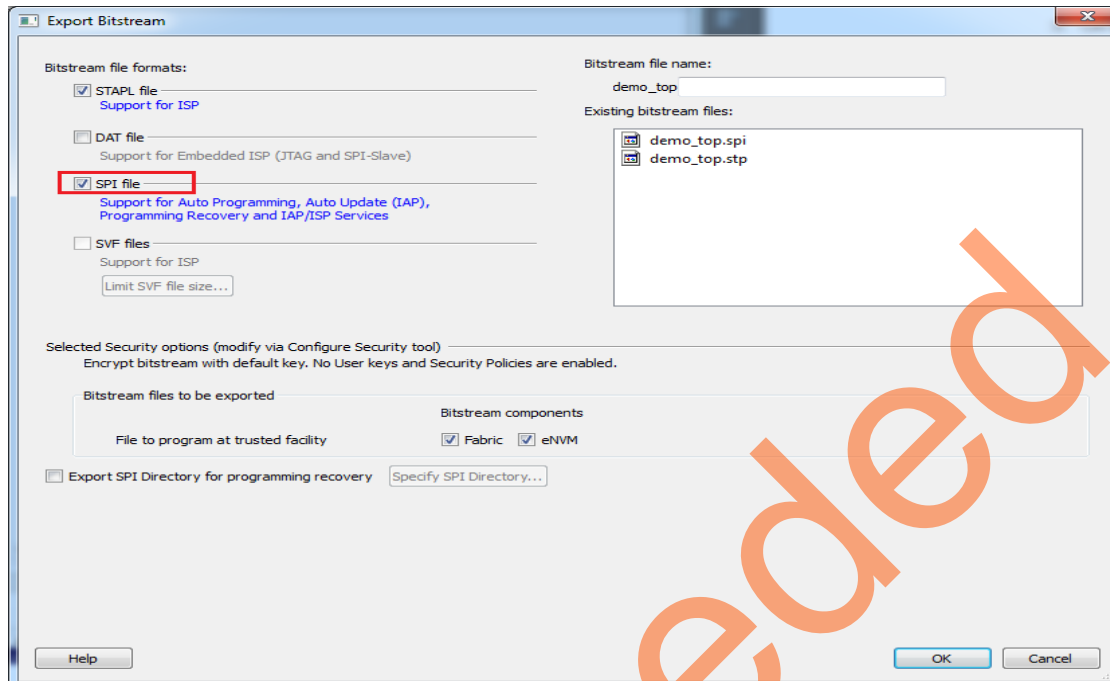 Export Bitstream
Bitstream file formats:
STAPL file
Support for ISP
DAT file
Support for Embedded ISP (JTAG and SPI-Slave)
SPI file
Support for Auto Programming, Auto Update (IAP),
Programming Recovery and IAP/ISP Services
SVF files
Support for ISP
Limit SVF file size...
Bitstream file name:
demo_top
Existing bitstream files:
demo_top.spi
demo_top.stp
Selected Security options (modify via Configure Security tool)
Encrypt bitstream with default key. No User keys and Security Policies are enabled.
Bitstream files to be exported
Bitstream components
File to program at trusted facility Fabric eNVM
Export SPI Directory for programming recovery Specify SPI Directory...
Help OK Cancel
ded